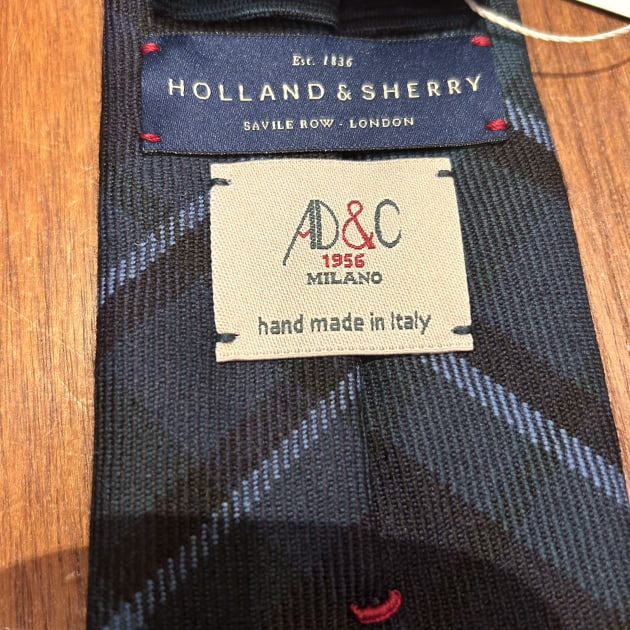 Est. 1836
HOLLAND & SHERRY
SAVILE ROW - LONDON
AD&C
1956
MILANO
hand made in Italy